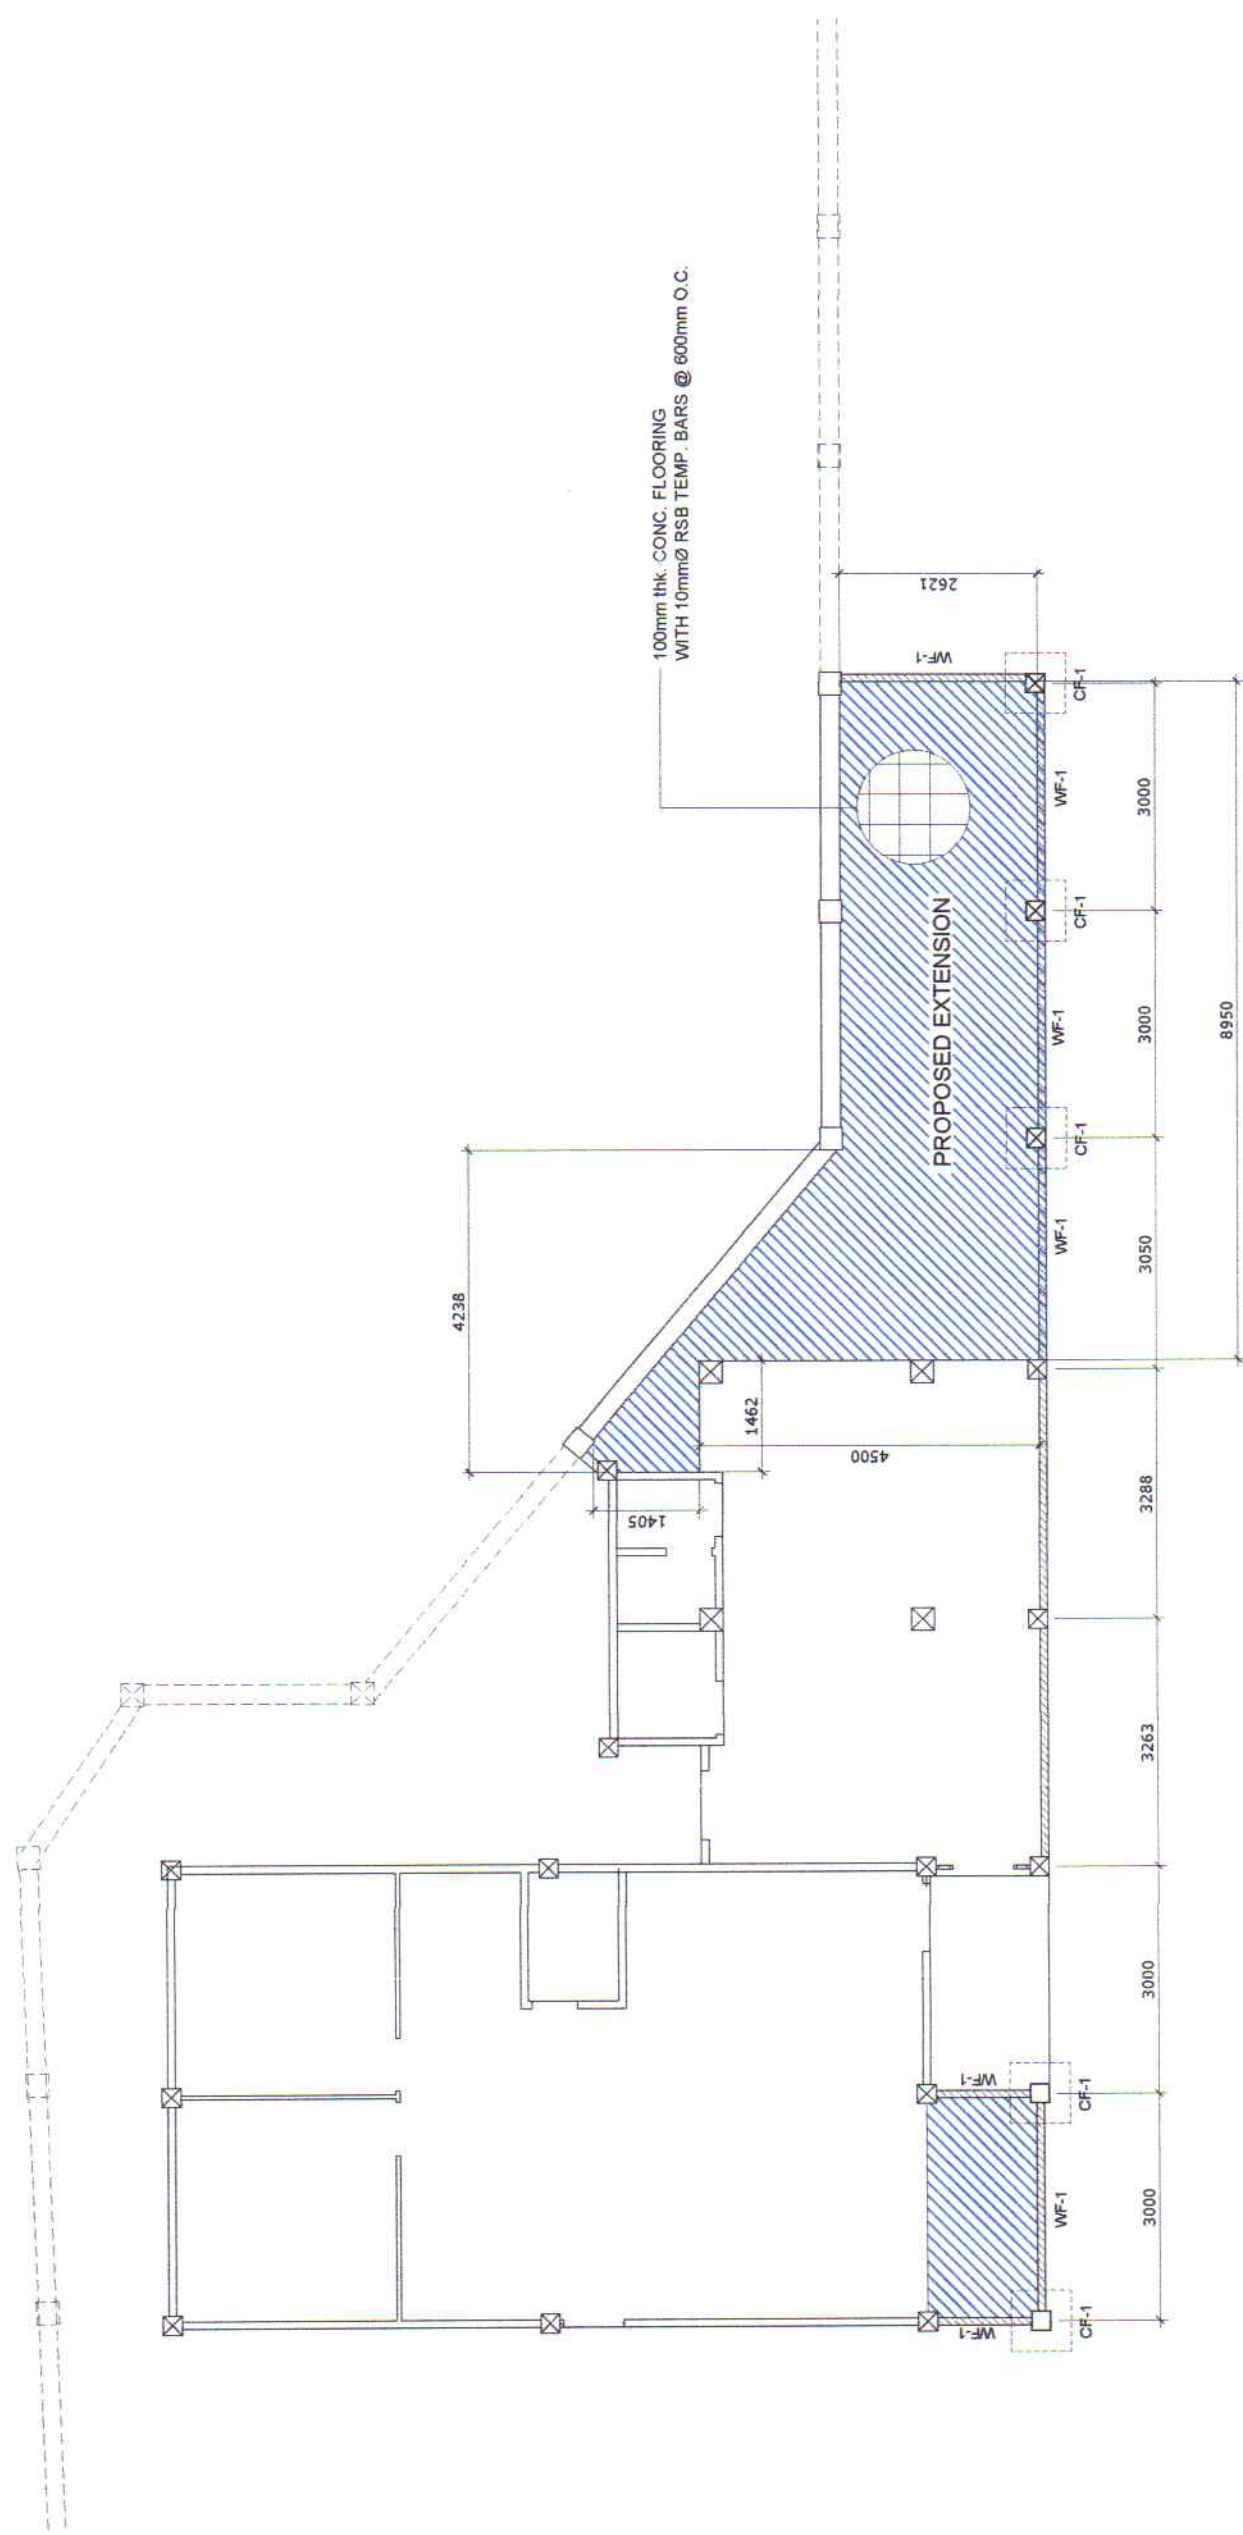 100mm thk. CONC. FLOORING
WITH 10mmØ RSB TEMP. BARS @ 600mm O.C.
4238
2621
WF-1
1405
1462
4500
PROPOSED EXTENSION
WF-1
WF-1
WF-1
WF-1
WF-1
WF-1
CF-1
CF-1
CF-1
CF-1
CF-1
3000
3000
3263
3288
3050
3000
3000
8950